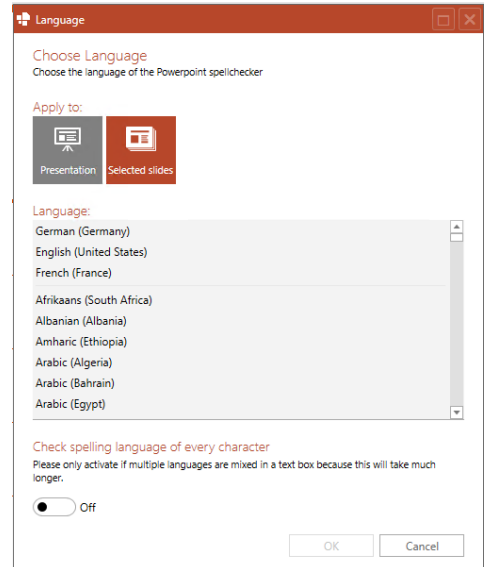 Language
Choose Language
Choose the language of the Powerpoint spellchecker
Apply to:
Presentation
Selected slides
Language:
German (Germany)
English (United States)
French (France)
Afrikaans (South Africa)
Albanian (Albania)
Amharic (Ethiopia)
Arabic (Algeria)
Arabic (Bahrain)
Arabic (Egypt)
Check spelling language of every character
Please only activate if multiple languages are mixed in a text box because this will take much
longer.
Off
OK
Cancel